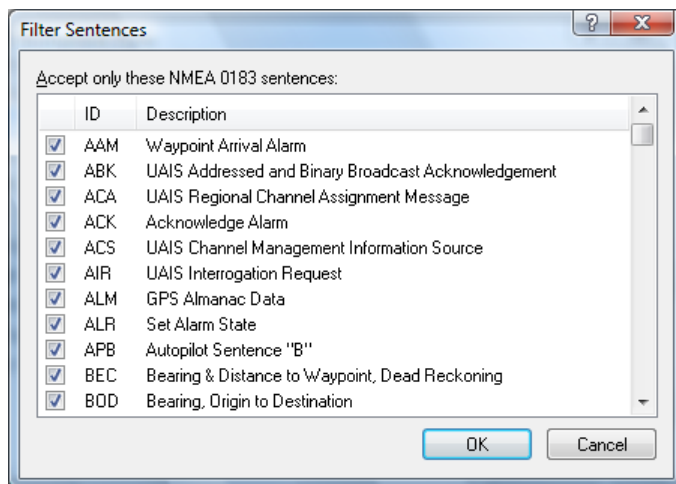 Filter Sentences
Accept only these NMEA 0183 sentences:
ID Description
AAM Waypoint Arrival Alarm
ABK UAIS Addressed and Binary Broadcast Acknowledgement
ACA UAIS Regional Channel Assignment Message
ACK Acknowledge Alarm
ACS UAIS Channel Management Information Source
AIR UAIS Interrogation Request
ALM GPS Almanac Data
ALR Set Alarm State
APB Autopilot Sentence "B"
BEC Bearing & Distance to Waypoint, Dead Reckoning
BOD Bearing, Origin to Destination
OK Cancel